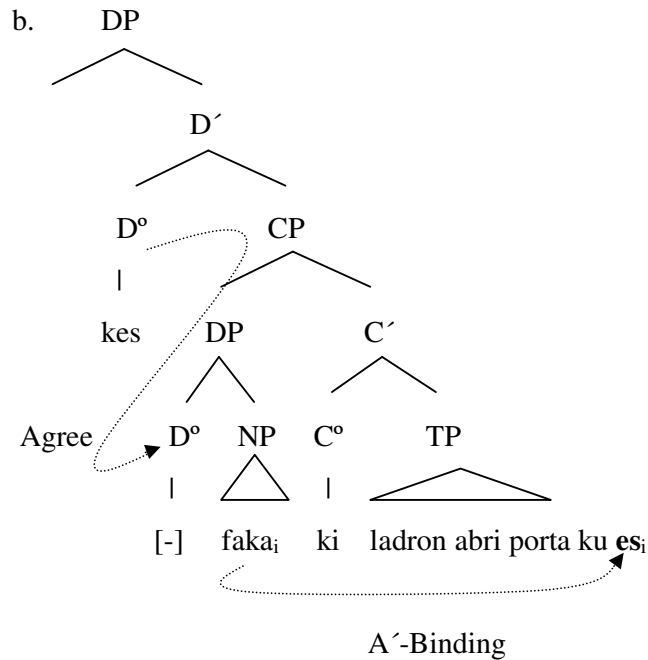 b. DP
D´
Dº CP
|
kes DP C´
Agree Dº NP Cº TP
| |
[-] fakaᵢ ki ladron abri porta ku esᵢ
A´-Binding